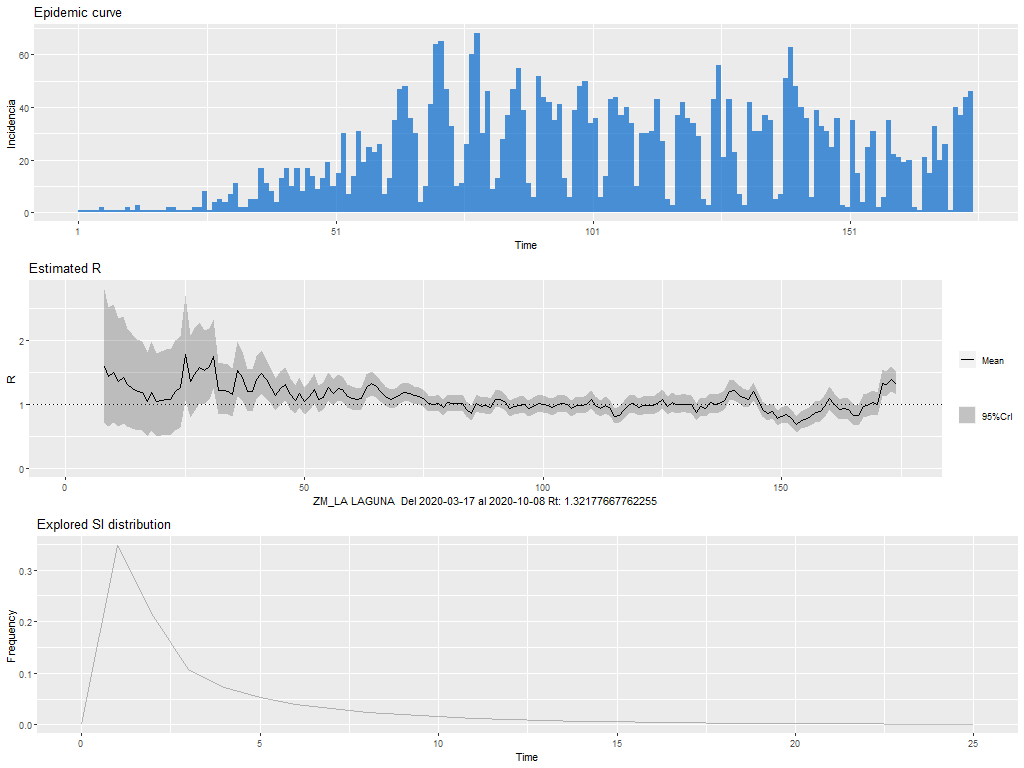 Epidemic curve
60
40
20
0
Incidencia
1
51
101
151
Time
Estimated R
2
1
0
R
0
50
100
150
Mean
95%CrI
ZM_LA LAGUNA  Del 2020-03-17 al 2020-10-08 Rt: 1.32177667762255
Explored SI distribution
0.3
0.2
0.1
0.0
Frequency
0
5
10
15
20
25
Time